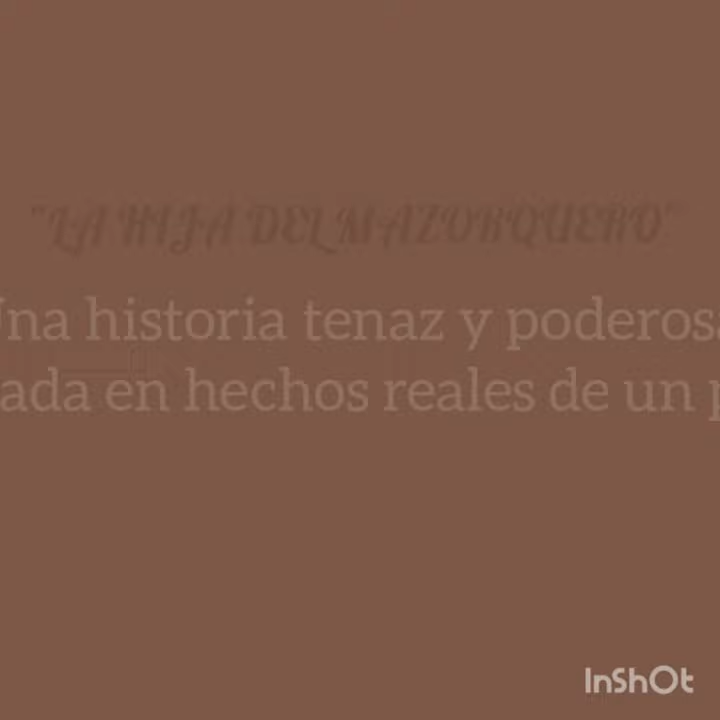 "LA HIJA DEL MAZORQUERO"
Una historia tenaz y poderosa
ada en hechos reales de un p
InShOt